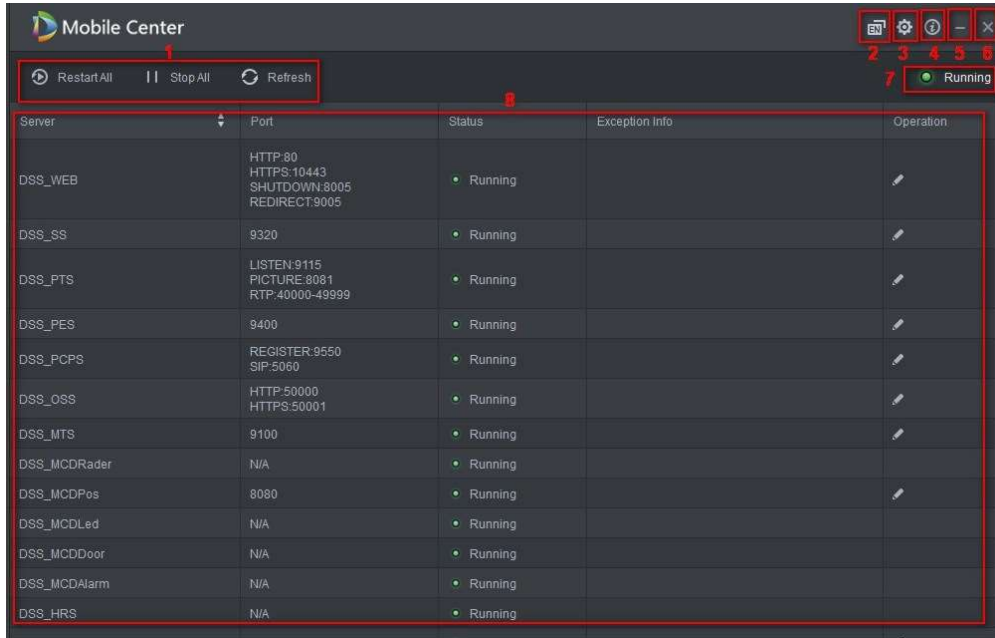 Mobile Center
EN
1
2 3 4 5 6
Restart All Stop All Refresh
7 Running
8
Server Port Status Exception Info Operation
DSS_WEB HTTP:80 Running
HTTPS:10443
SHUTDOWN:8005
REDIRECT:9005
DSS_SS 9320 Running
DSS_PTS LISTEN:9115 Running
PICTURE:8081
RTP:40000-49999
DSS_PES 9400 Running
DSS_PCPS REGISTER:9550 Running
SIP:5060
DSS_OSS HTTP:50000 Running
HTTPS:50001
DSS_MTS 9100 Running
DSS_MCDRader N/A Running
DSS_MCDPos 8080 Running
DSS_MCDLed N/A Running
DSS_MCDDoor N/A Running
DSS_MCDAlarm N/A Running
DSS_HRS N/A Running